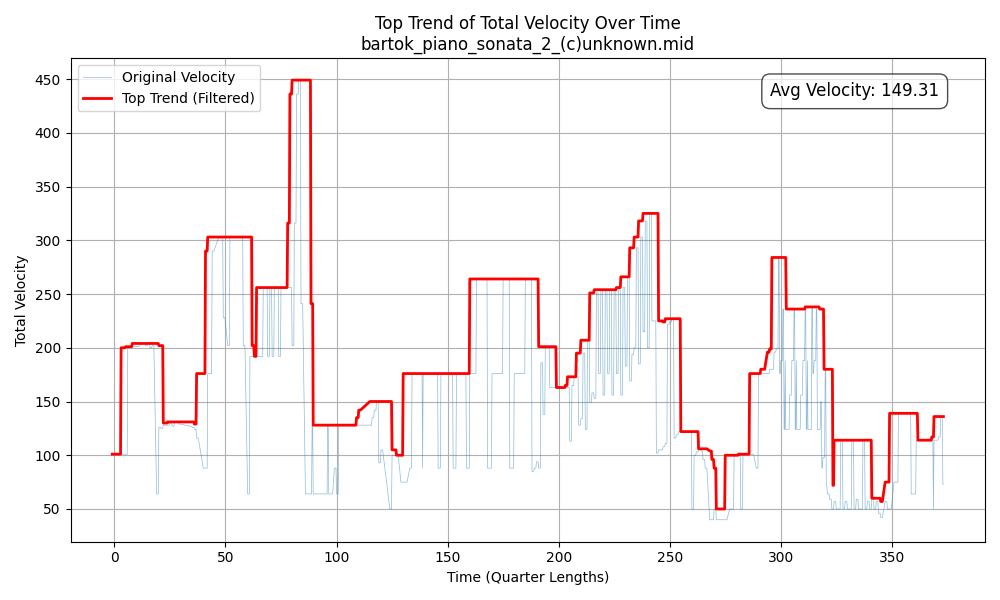 Top Trend of Total Velocity Over Time
bartok_piano_sonata_2_(c)unknown.mid
Original Velocity
Top Trend (Filtered)
Avg Velocity: 149.31
Total Velocity
450
400
350
300
250
200
150
100
50
0 50 100 150 200 250 300 350
Time (Quarter Lengths)